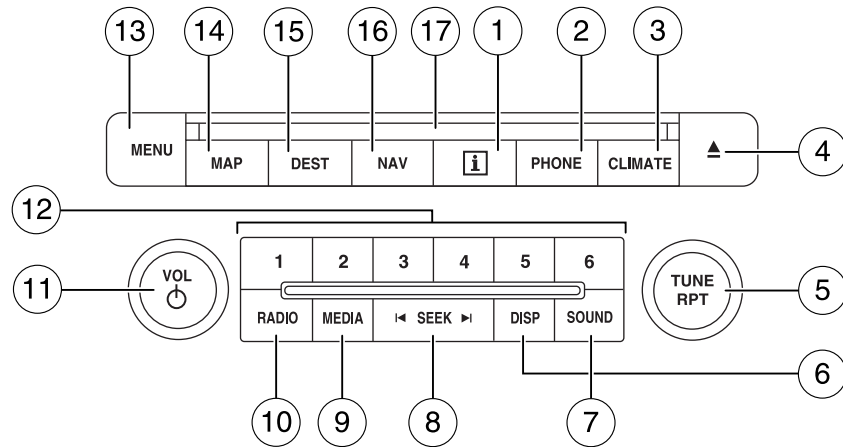 13 14 15 16 17 1 2 3
MENU MAP DEST NAV i PHONE CLIMATE 4
12
1 2 3 4 5 6
11 VOL TUNE RPT 5
RADIO MEDIA SEEK DISP SOUND
6
10 9 8 7